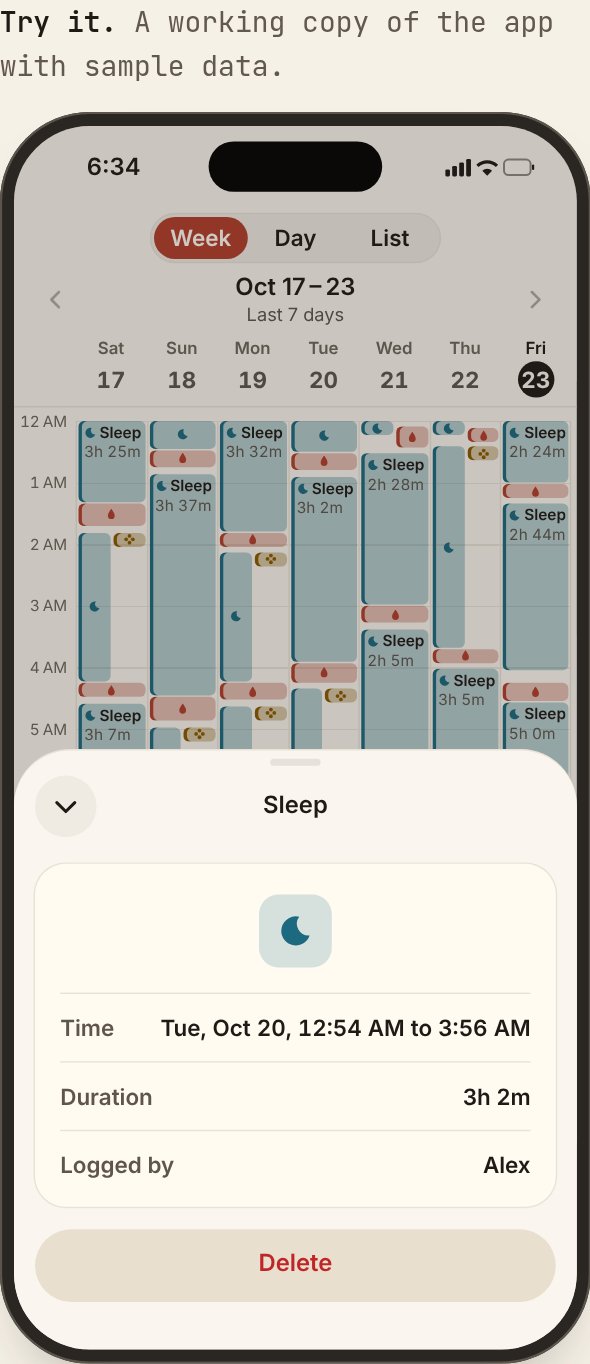 Try it. A working copy of the app
with sample data.
6:34
Week Day List
Oct 17 – 23
Last 7 days
Sat Sun Mon Tue Wed Thu Fri
17 18 19 20 21 22 23
12 AM
Sleep
3h 25m
Sleep
3h 37m
Sleep
3h 32m
Sleep
3h 2m
Sleep
2h 28m
Sleep
2h 24m
1 AM
Sleep
2h 44m
2 AM
3 AM
Sleep
2h 5m
4 AM
Sleep
3h 7m
Sleep
3h 5m
Sleep
5h 0m
5 AM
Sleep
Time Tue, Oct 20, 12:54 AM to 3:56 AM
Duration 3h 2m
Logged by Alex
Delete